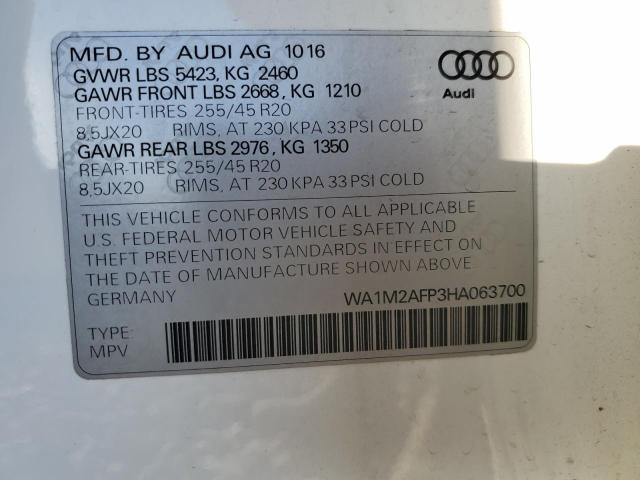 MFD. BY AUDI AG 10 16
GVWR LBS 5423, KG 2460
GAWR FRONT LBS 2668, KG 1210
FRONT-TIRES 255/45 R20
8,5JX20 RIMS, AT 230 KPA 33 PSI COLD
GAWR REAR LBS 2976, KG 1350
REAR-TIRES 255/45 R20
8,5JX20 RIMS, AT 230 KPA 33 PSI COLD
Audi
THIS VEHICLE CONFORMS TO ALL APPLICABLE
U.S. FEDERAL MOTOR VEHICLE SAFETY AND
THEFT PREVENTION STANDARDS IN EFFECT ON
THE DATE OF MANUFACTURE SHOWN ABOVE.
GERMANY WA1M2AFP3HA063700
TYPE:
MPV